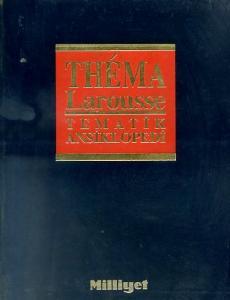 THÉMA
Larousse
TEMATİK
ANSİKLOPEDİ
Milliyet